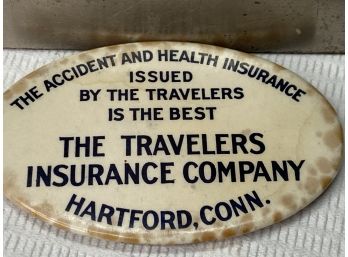 THE ACCIDENT AND HEALTH INSURANCE
ISSUED
BY THE TRAVELERS
IS THE BEST
THE TRAVELERS
INSURANCE COMPANY
HARTFORD, CONN.